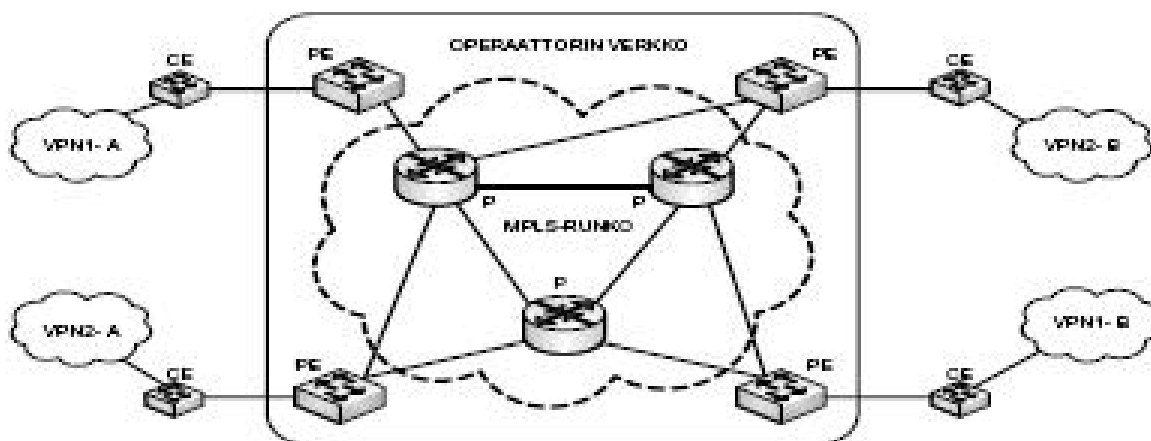 OPERAATTORIN VERKKO
CE
PE
PE
CE
VPN1- A
VPN2- B
P
P
MPLS-RUNKO
P
VPN2- A
VPN1- B
CE
PE
PE
CE